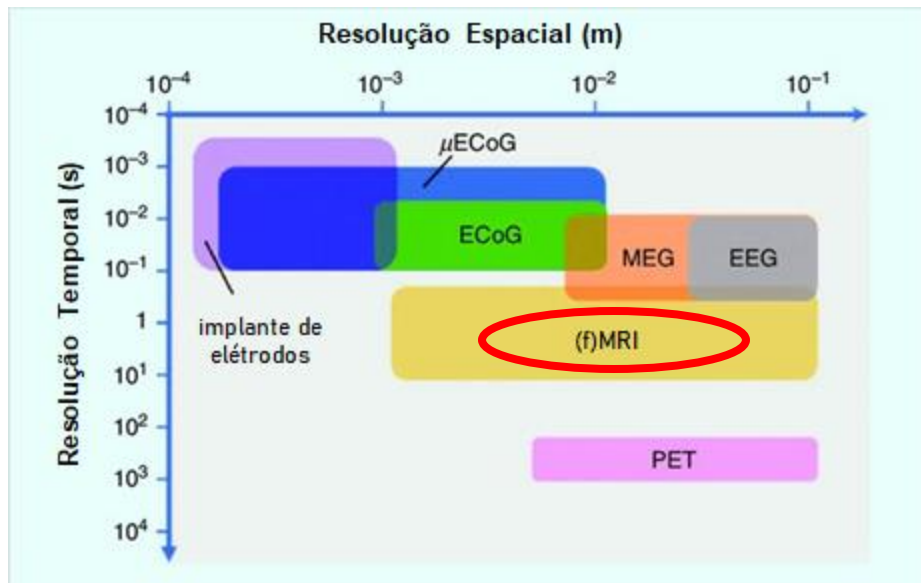 Resolução Espacial (m)
10⁻⁴ 10⁻³ 10⁻² 10⁻¹
Resolução Temporal (s)
10⁻⁴
10⁻³
10⁻²
10⁻¹
1
10¹
10²
10³
10⁴
μECoG
ECoG
MEG EEG
implante de
elétrodos
(f)MRI
PET